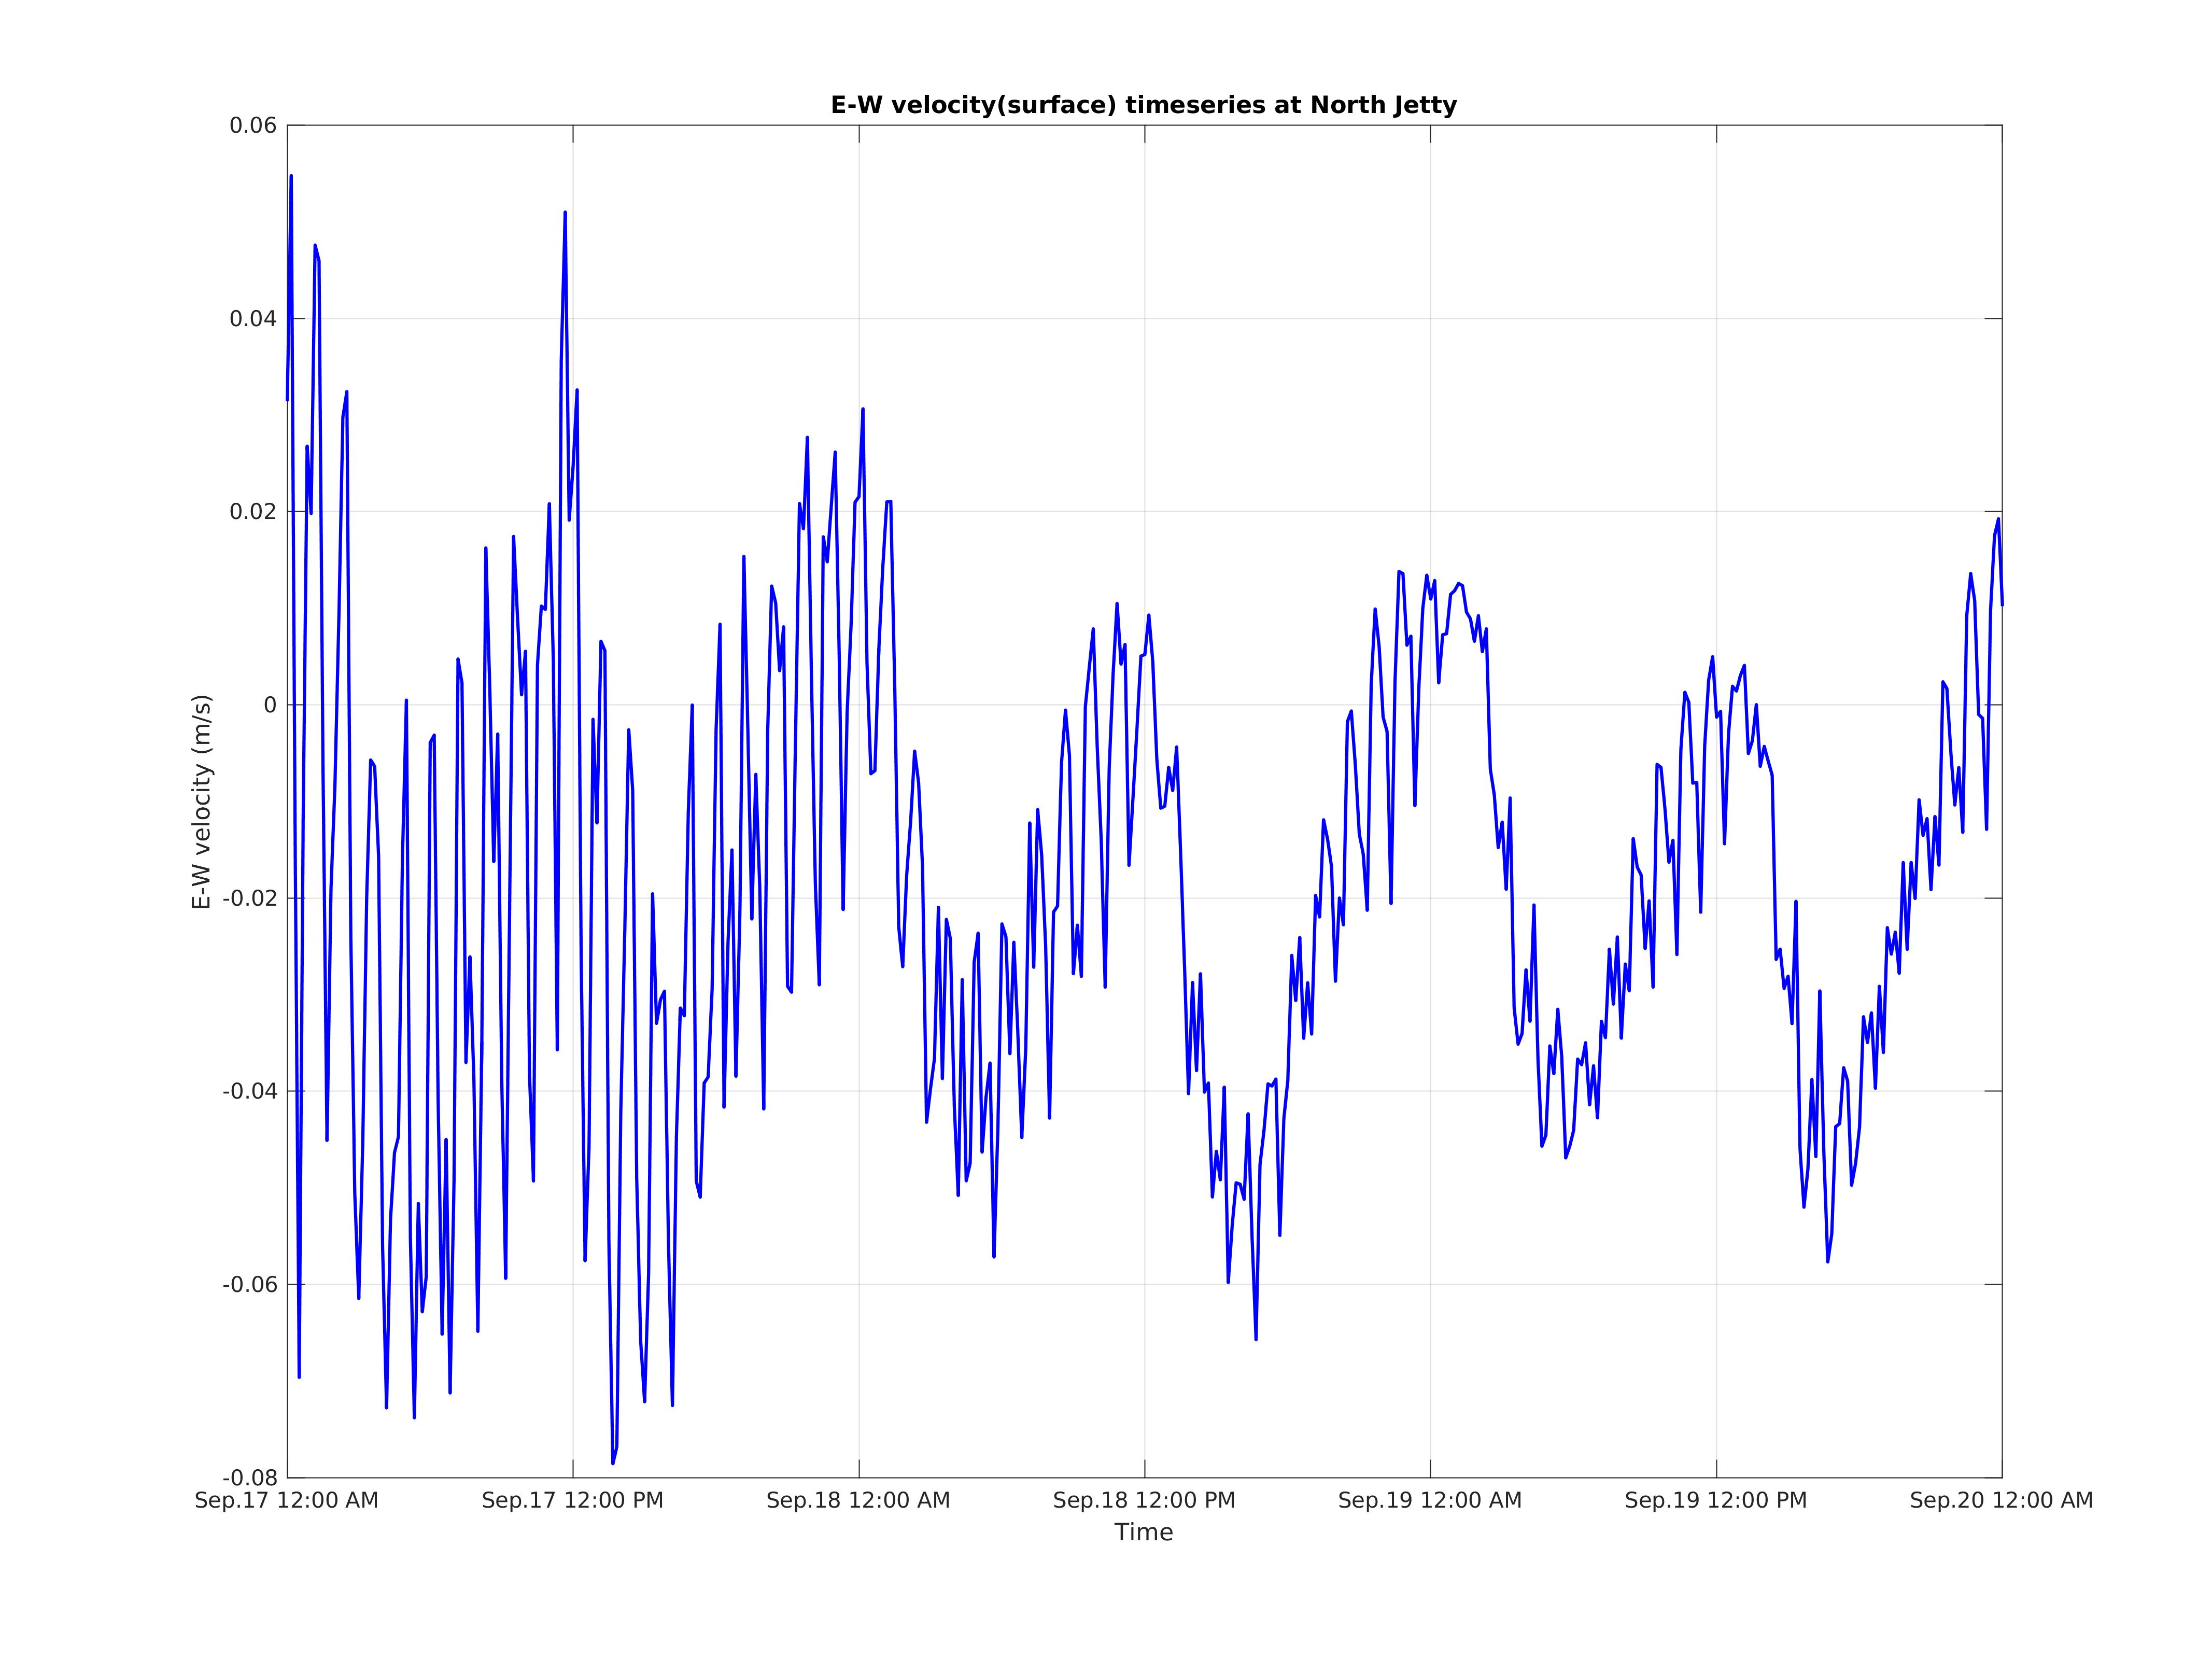 E-W velocity(surface) timeseries at North Jetty
0.06
0.04
0.02
0
-0.02
-0.04
-0.06
-0.08
E-W velocity (m/s)
Sep.17 12:00 AM
Sep.17 12:00 PM
Sep.18 12:00 AM
Sep.18 12:00 PM
Sep.19 12:00 AM
Sep.19 12:00 PM
Sep.20 12:00 AM
Time